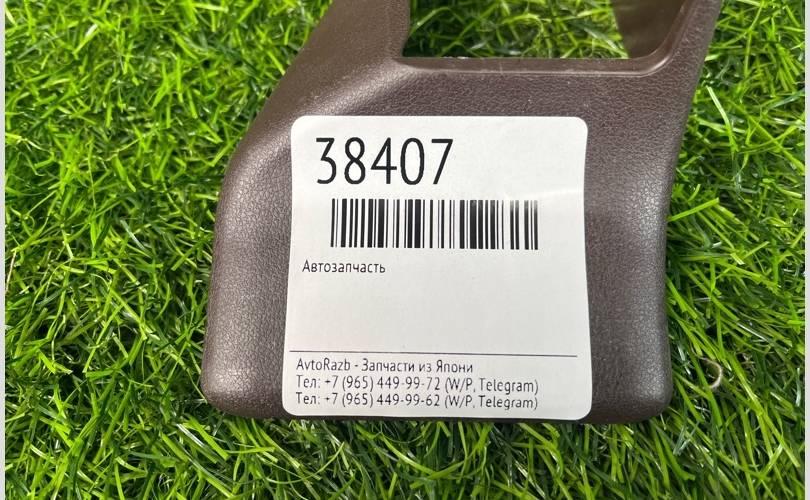 38407
Автозапчасть
AvtoRazb - Запчасти из Япони
Тел: +7 (965) 449-99-72 (W/P, Telegram)
Тел: +7 (965) 449-99-62 (W/P, Telegram)